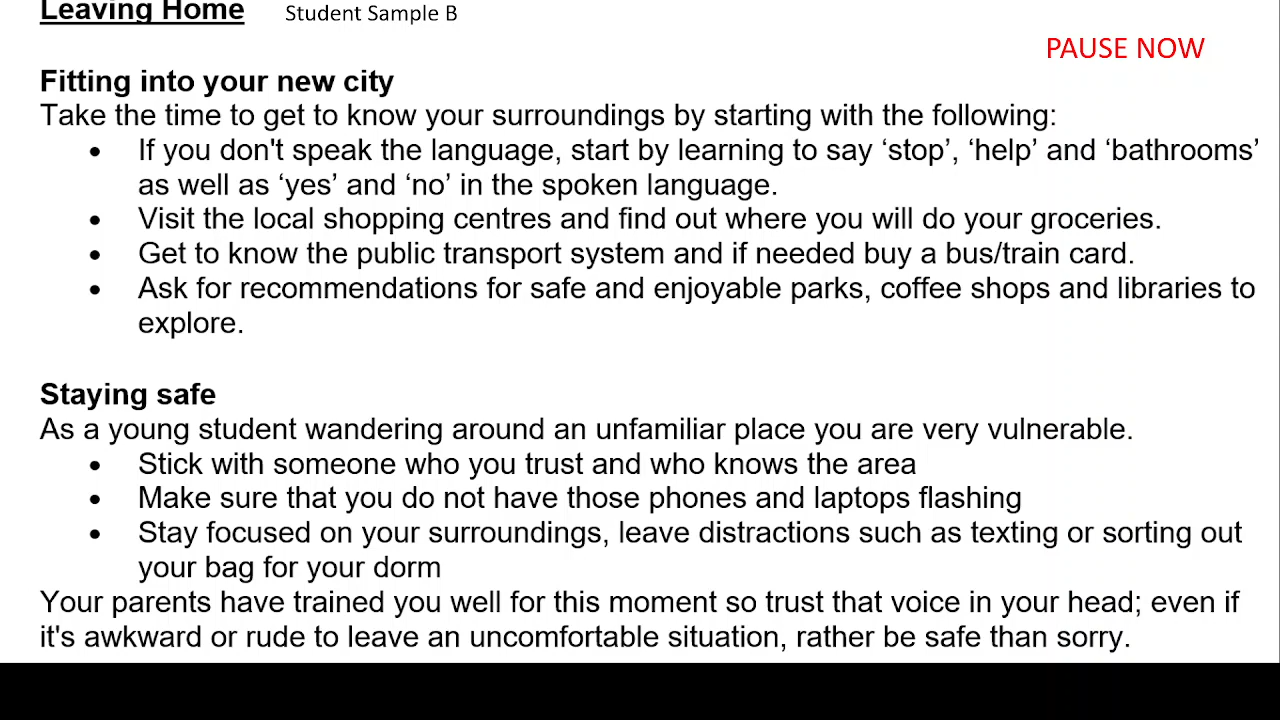 Leaving Home Student Sample B
PAUSE NOW
Fitting into your new city
Take the time to get to know your surroundings by starting with the following:
• If you don't speak the language, start by learning to say ‘stop’, ‘help’ and ‘bathrooms’
as well as ‘yes’ and ‘no’ in the spoken language.
• Visit the local shopping centres and find out where you will do your groceries.
• Get to know the public transport system and if needed buy a bus/train card.
• Ask for recommendations for safe and enjoyable parks, coffee shops and libraries to
explore.
Staying safe
As a young student wandering around an unfamiliar place you are very vulnerable.
• Stick with someone who you trust and who knows the area
• Make sure that you do not have those phones and laptops flashing
• Stay focused on your surroundings, leave distractions such as texting or sorting out
your bag for your dorm
Your parents have trained you well for this moment so trust that voice in your head; even if
it's awkward or rude to leave an uncomfortable situation, rather be safe than sorry.